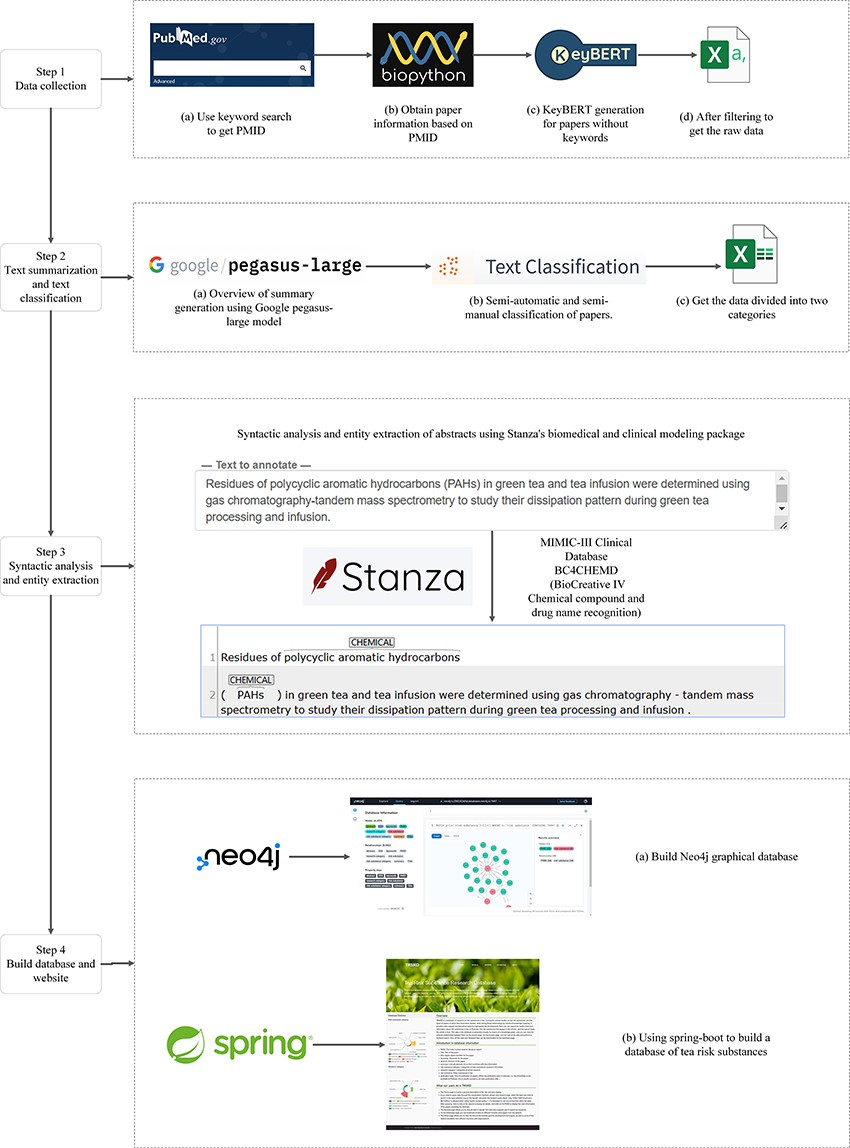 Step 1
Data collection
PubMed.gov
Advanced
biopython
KeyBERT
X a,
(a) Use keyword search
to get PMID
(b) Obtain paper
information based on
PMID
(c) KeyBERT generation
for papers without
keywords
(d) After filtering to
get the raw data
Step 2
Text summarization
and text
classification
google/pegasus-large
Text Classification
X
(a) Overview of summary
generation using Google pegasus-
large model
(b) Semi-automatic and semi-
manual classification of papers.
(c) Get the data divided into two
categories
Step 3
Syntactic analysis
and entity extraction
Syntactic analysis and entity extraction of abstracts using Stanza's biomedical and clinical modeling package
— Text to annotate —
Residues of polycyclic aromatic hydrocarbons (PAHs) in green tea and tea infusion were determined using
gas chromatography-tandem mass spectrometry to study their dissipation pattern during green tea
processing and infusion.
Stanza
MIMIC-III Clinical
Database
BC4CHEMD
(BioCreative IV
Chemical compound and
drug name recognition)
CHEMICAL
1 Residues of polycyclic aromatic hydrocarbons
CHEMICAL
2 ( PAHs ) in green tea and tea infusion were determined using gas chromatography - tandem mass
spectrometry to study their dissipation pattern during green tea processing and infusion .
Step 4
Build database and
website
neo4j
Database Information
(a) Build Neo4j graphical database
spring®
(b) Using spring-boot to build a
database of tea risk substances